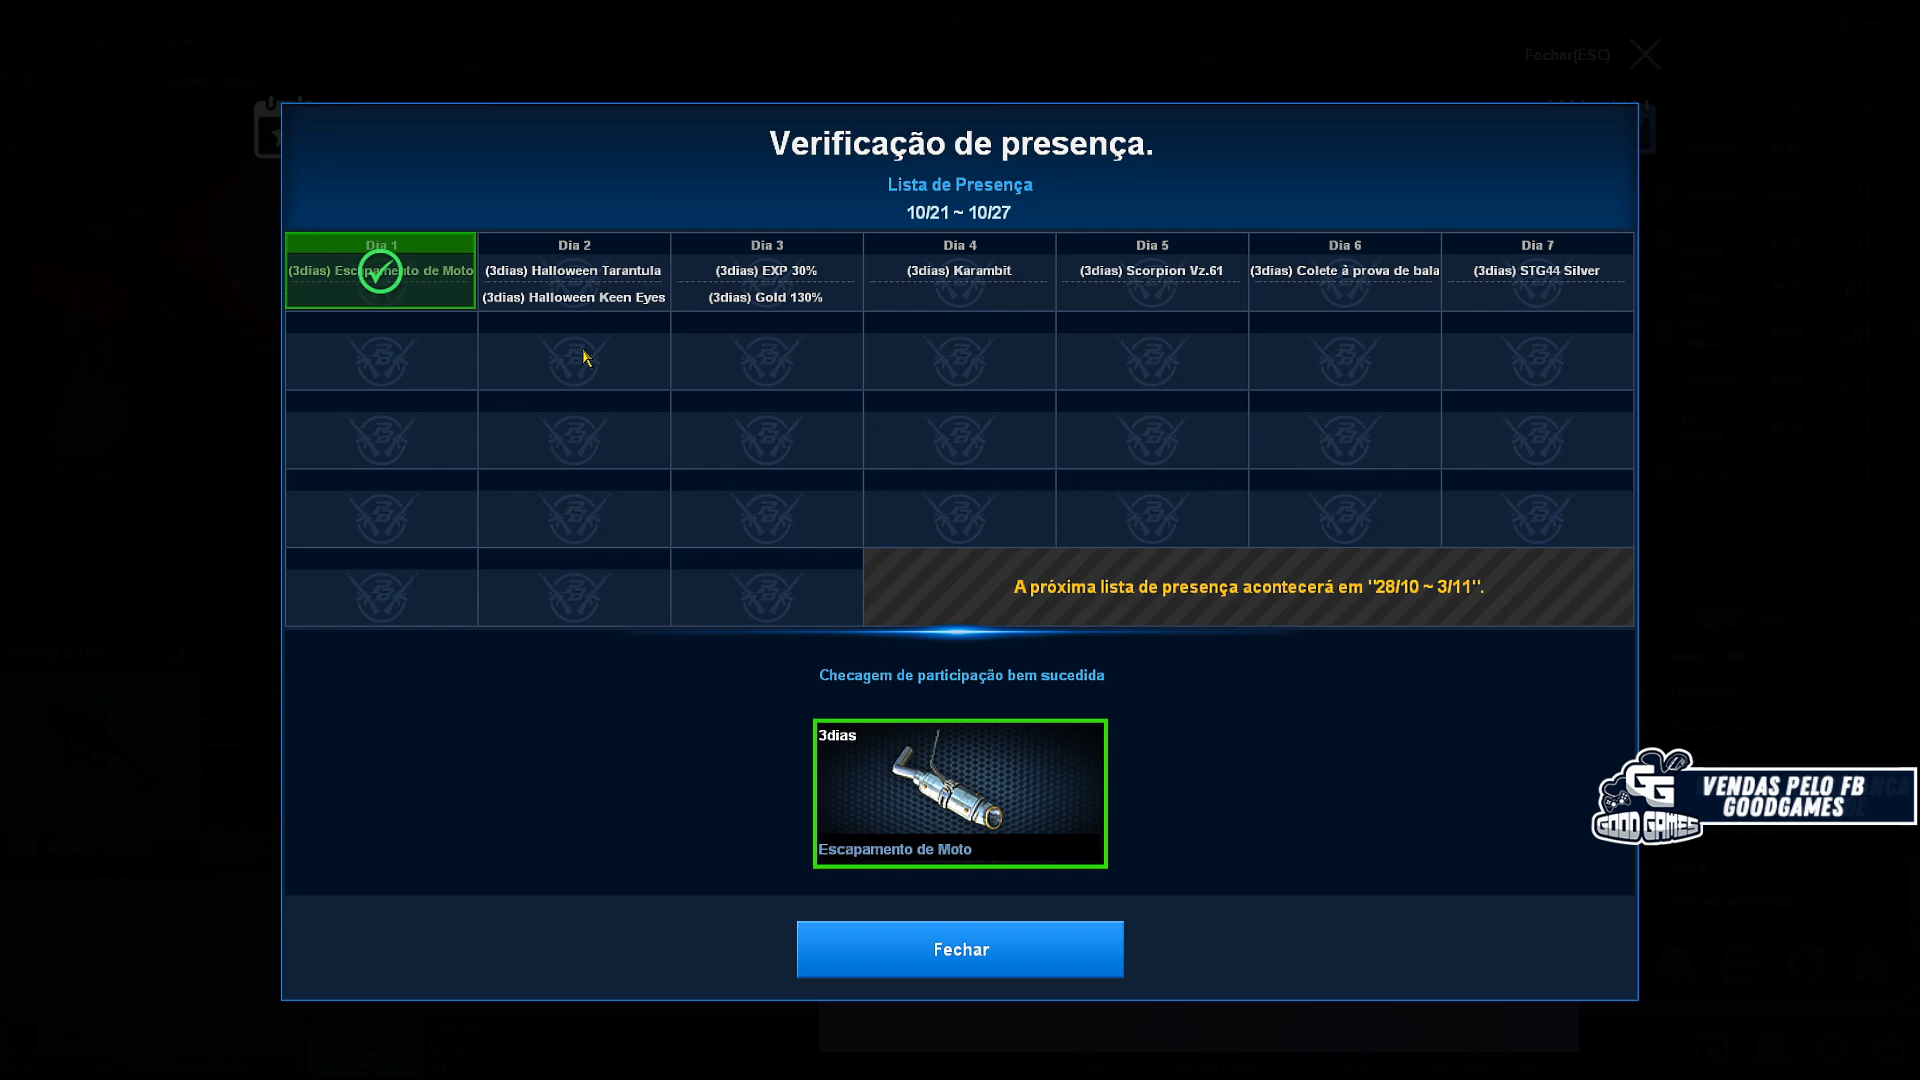 Fechar(ESC)
Verificação de presença.
Lista de Presença
10/21 ~ 10/27
Dia 1
Dia 2
Dia 3
Dia 4
Dia 5
Dia 6
Dia 7
(3dias) Escapamento de Moto
(3dias) Halloween Tarantula
(3dias) EXP 30%
(3dias) Karambit
(3dias) Scorpion Vz.61
(3dias) Colete à prova de bala
(3dias) STG44 Silver
(3dias) Halloween Keen Eyes
(3dias) Gold 130%
A próxima lista de presença acontecerá em "28/10 ~ 3/11".
Checagem de participação bem sucedida
3dias
Escapamento de Moto
GG
GOOD GAMES
VENDAS PELO FB
GOODGAMES
Fechar